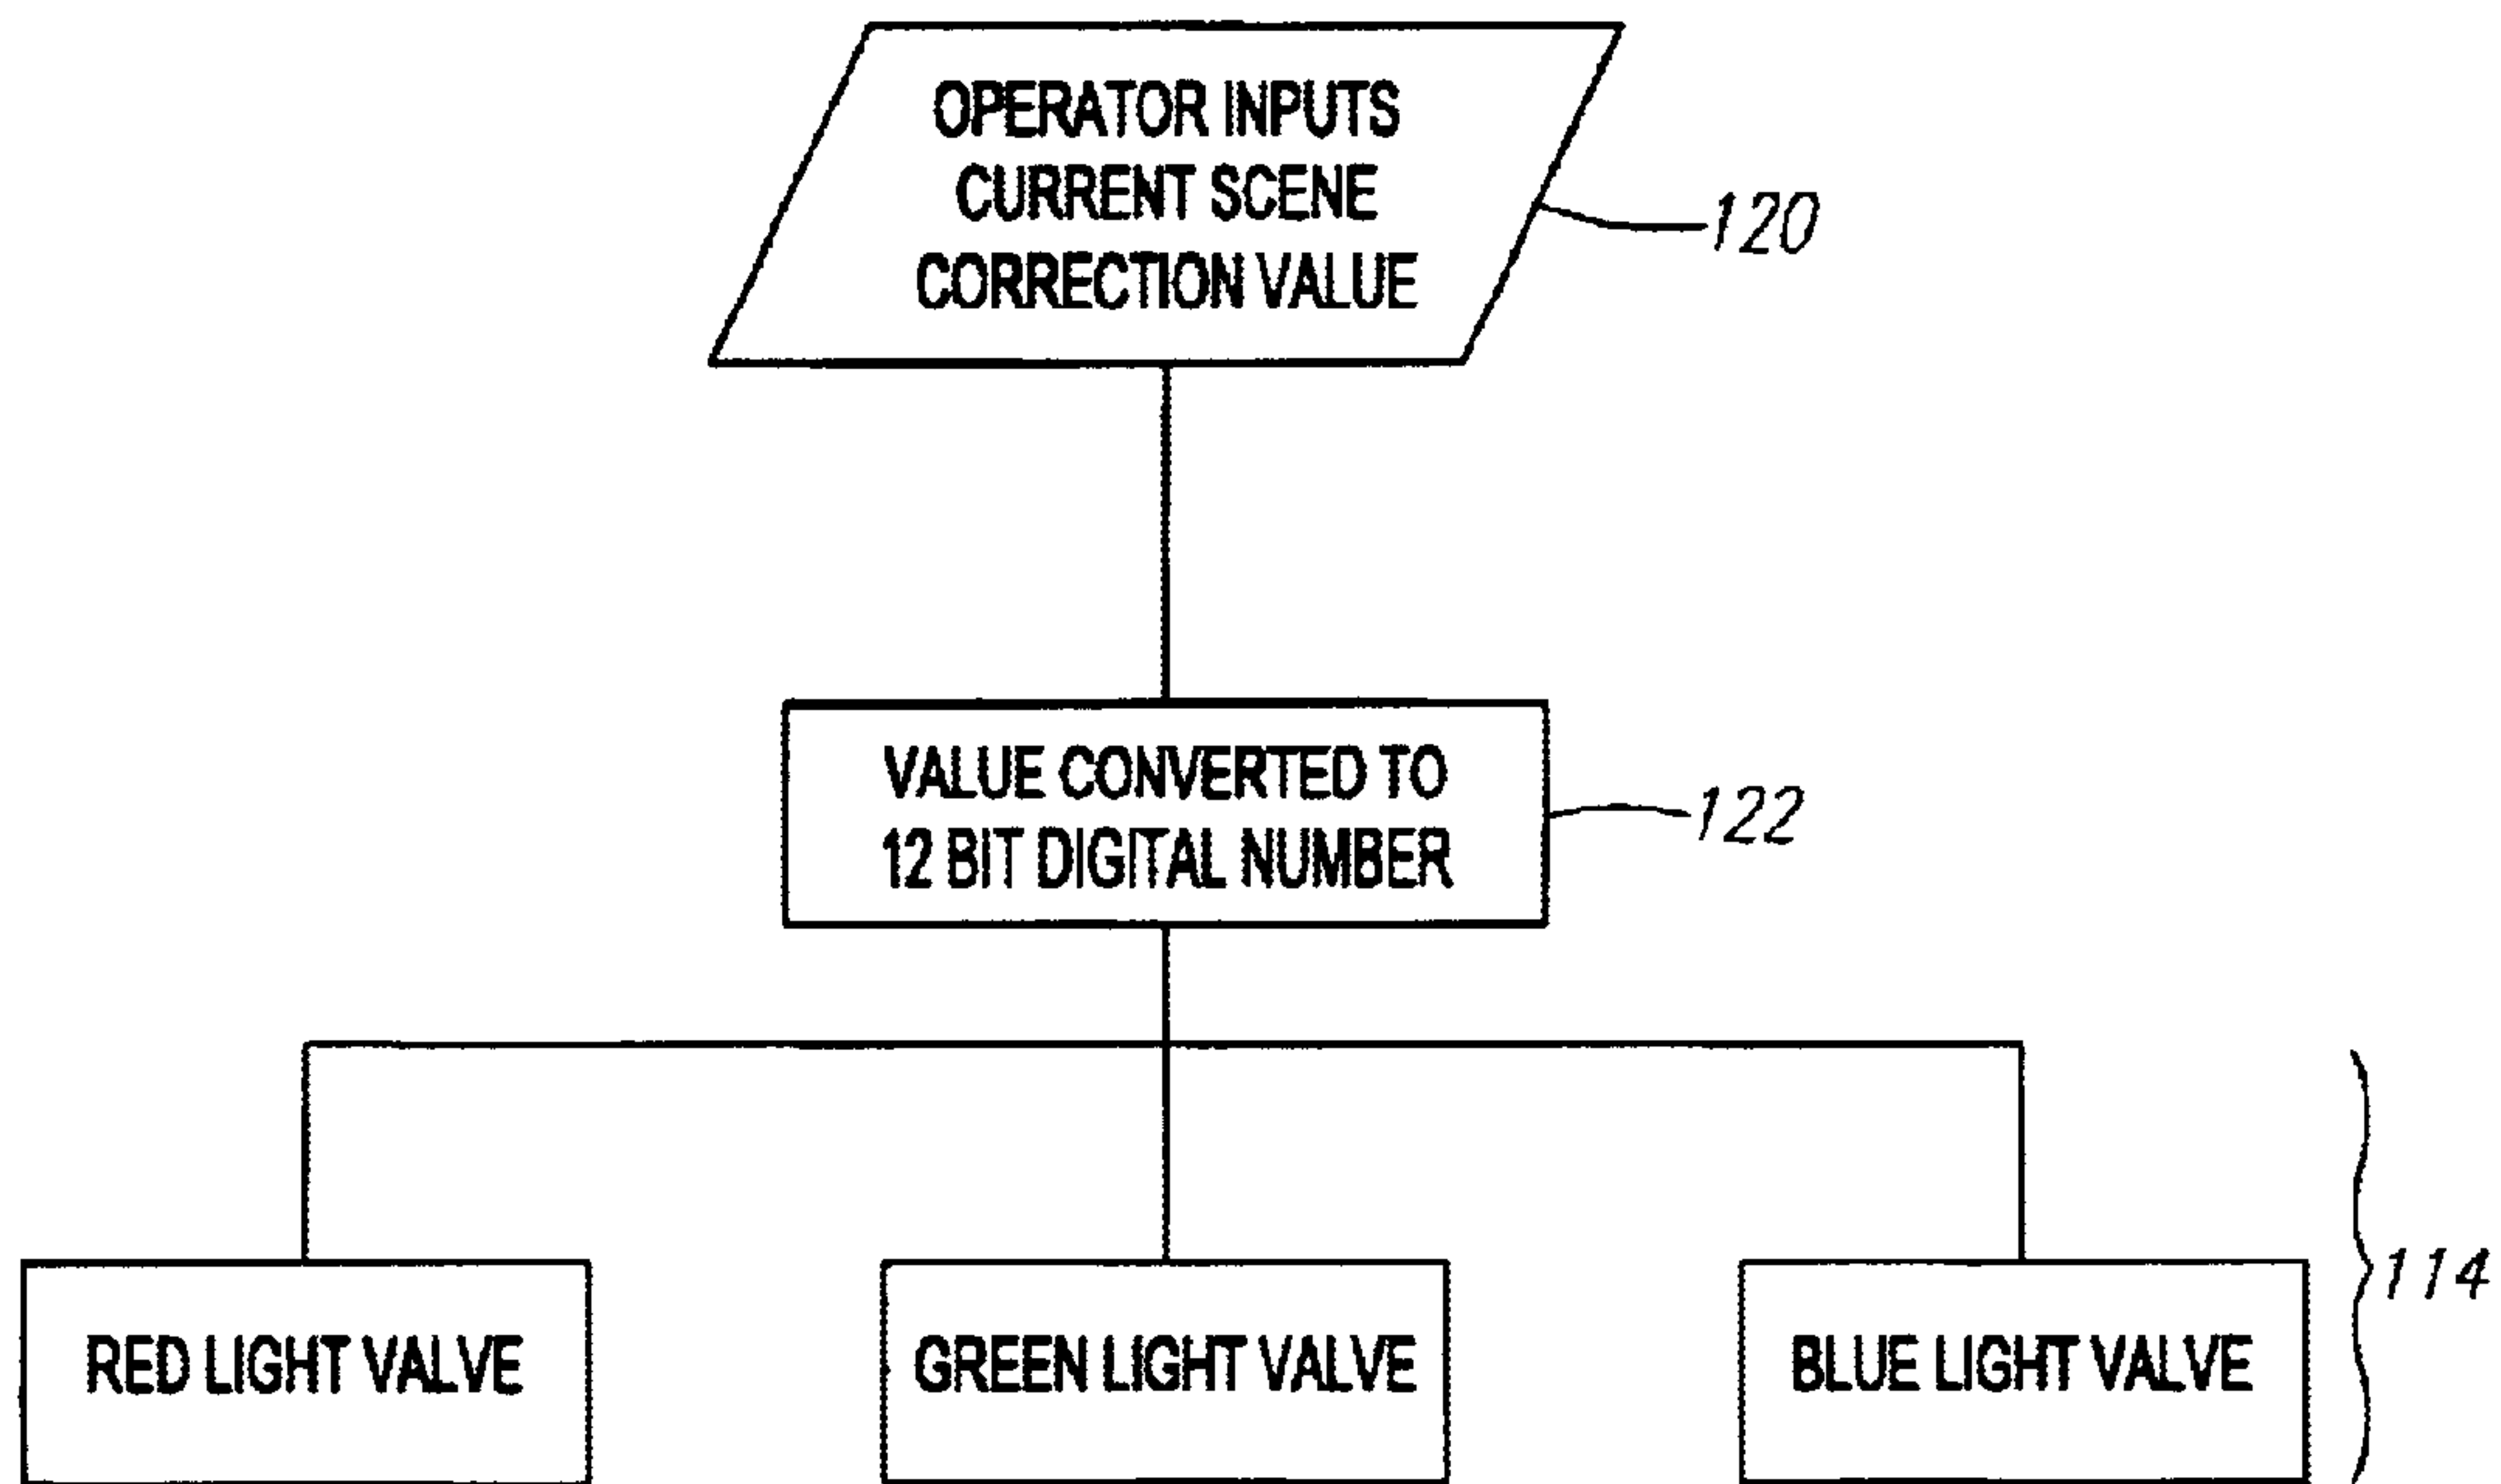 OPERATOR INPUTS
CURRENT SCENE
CORRECTION VALUE
120
VALUE CONVERTED TO
12 BIT DIGITAL NUMBER
122
RED LIGHT VALVE
GREEN LIGHT VALVE
BLUE LIGHT VALVE
114